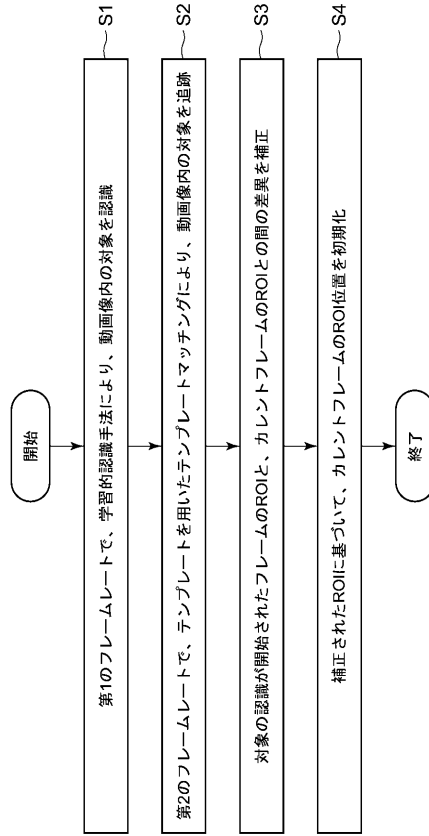 開始
第1のフレームレートで、学習的認識手法により、動画像内の対象を認識
S1
第2のフレームレートで、テンプレートを用いたテンプレートマッチングにより、動画像内の対象を追跡
S2
対象の認識が開始されたフレームのROIと、カレントフレームのROIとの間の差異を補正
S3
補正されたROIに基づいて、カレントフレームのROI位置を初期化
S4
終了